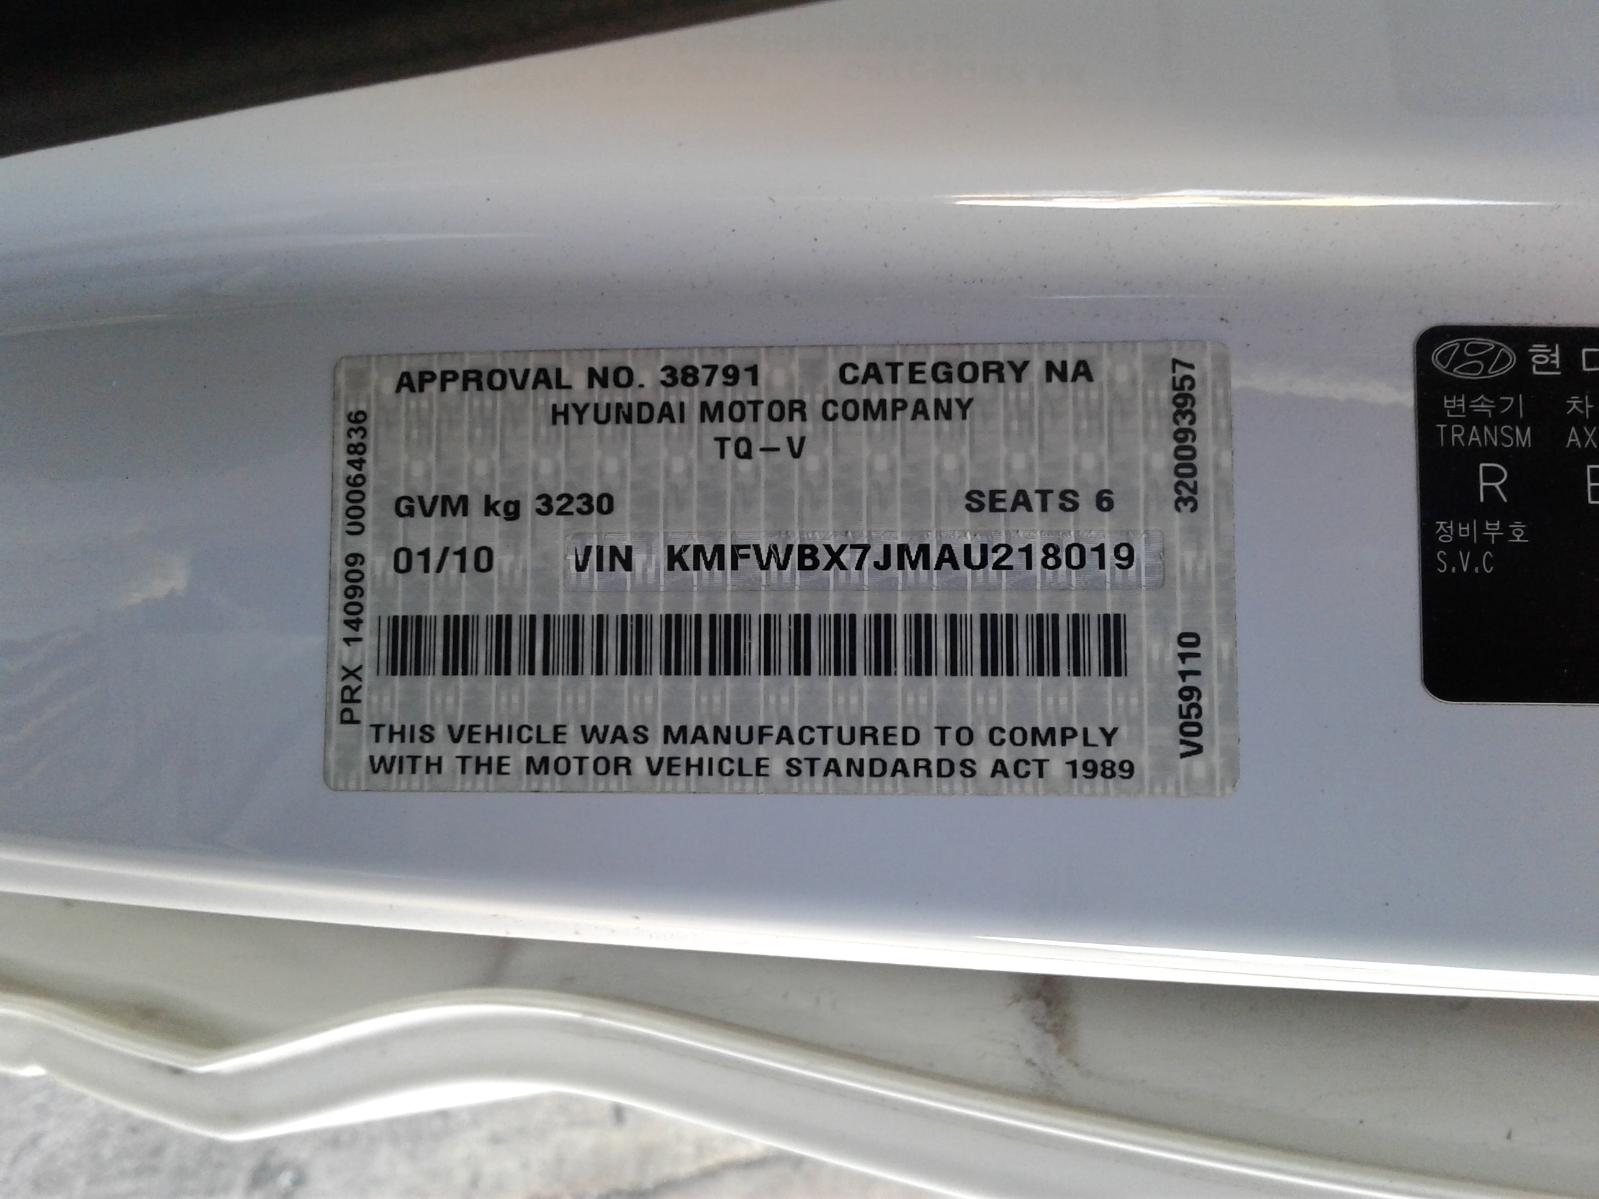 APPROVAL NO. 38791 CATEGORY NA
HYUNDAI MOTOR COMPANY
TQ-V
GVM kg 3230 SEATS 6
01/10 VIN KMFWBX7JMAU218019
THIS VEHICLE WAS MANUFACTURED TO COMPLY
WITH THE MOTOR VEHICLE STANDARDS ACT 1989
PRX 140909 U0064836
V059110 320093957
현
변속기 차
TRANSM AX
R
정비부호
S.V.C